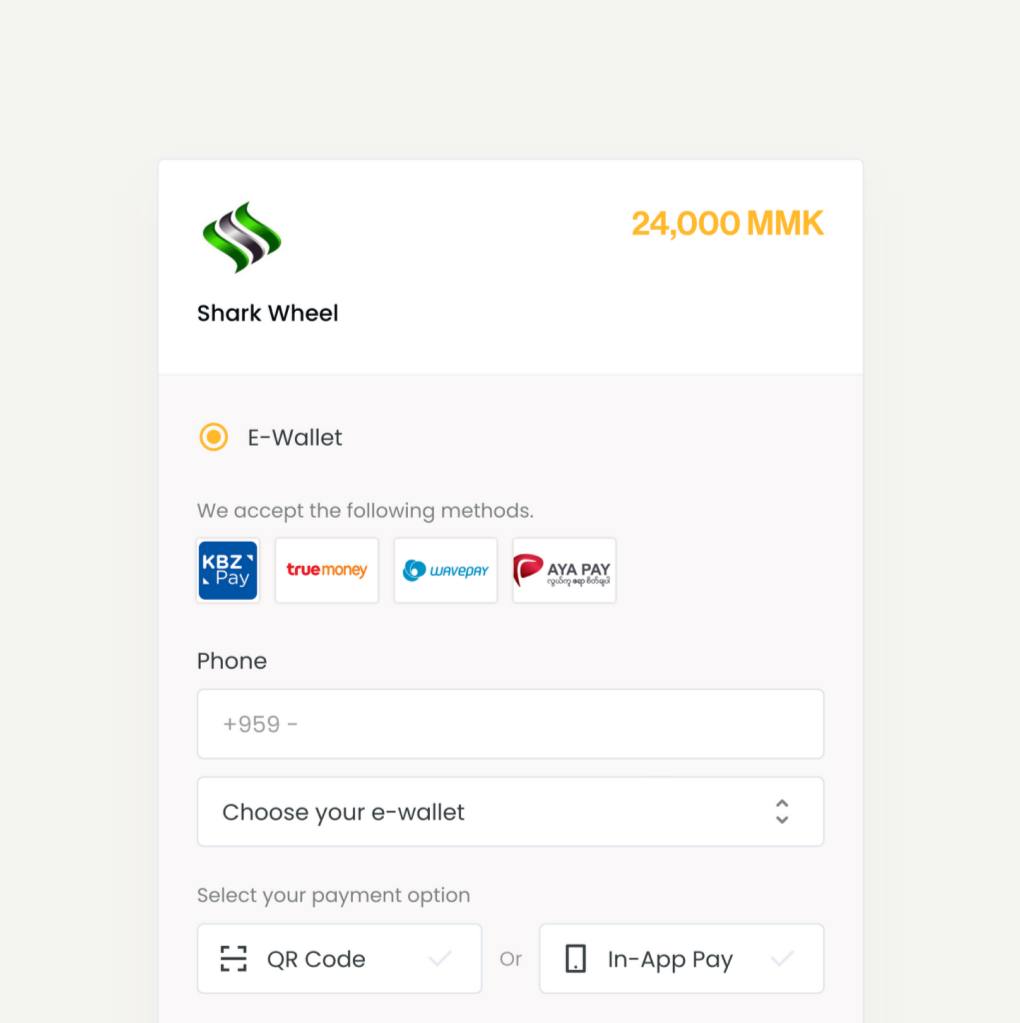 24,000 MMK
Shark Wheel
E-Wallet
We accept the following methods.
KBZ
Pay
truemoney
WAVEPAY
AYA PAY
Phone
+959 -
Choose your e-wallet
Select your payment option
QR Code
Or
In-App Pay